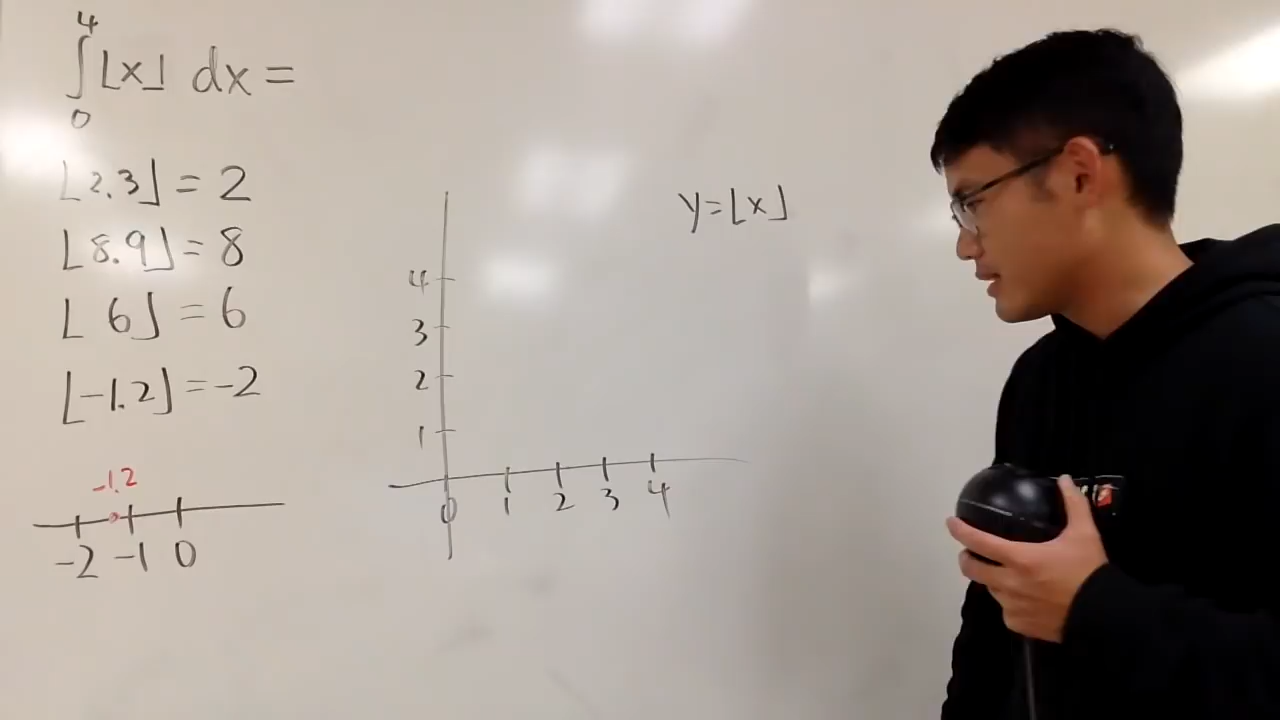 ∫₀⁴ ⌊x⌋ dx =
⌊2.3⌋ = 2
⌊8.9⌋ = 8
⌊6⌋ = 6
⌊-1.2⌋ = -2
-1.2
-2 -1 0
y=⌊x⌋
4
3
2
1
0 1 2 3 4